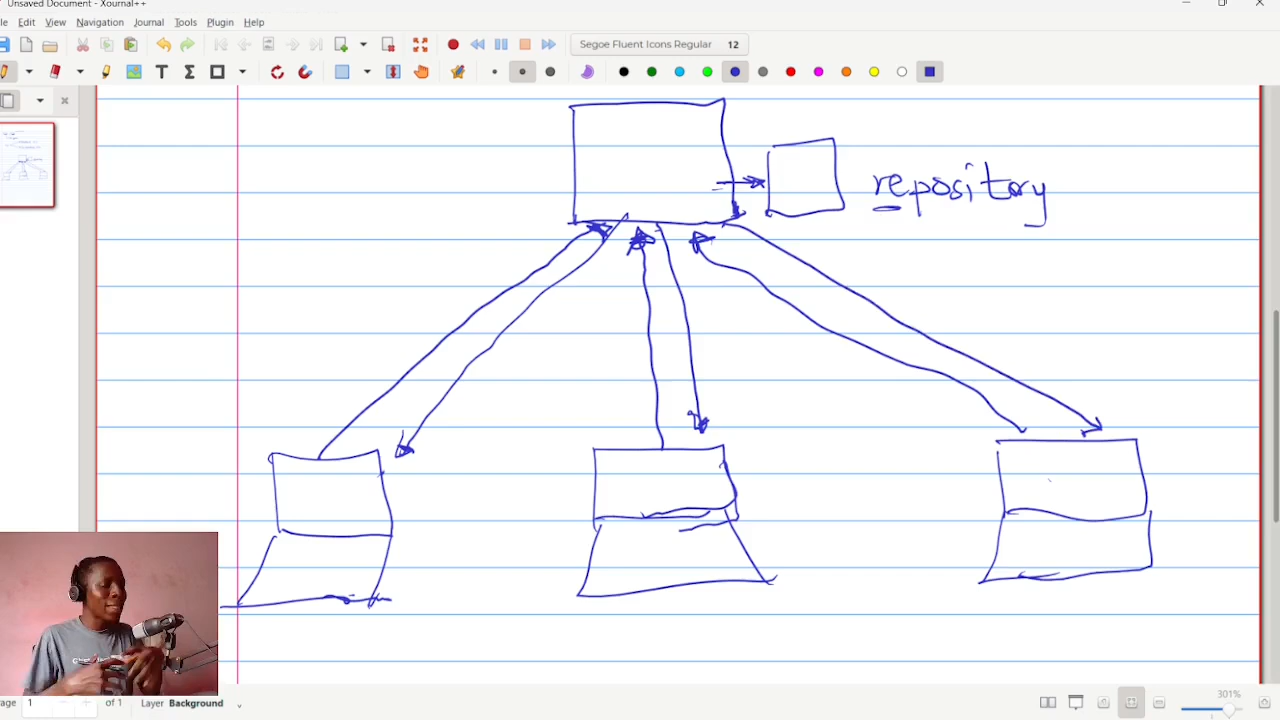 Unsaved Document - Xournal++
le Edit View Navigation Journal Tools Plugin Help
Segoe Fluent Icons Regular 12
repository
Page 1 of 1 Layer Background
301%